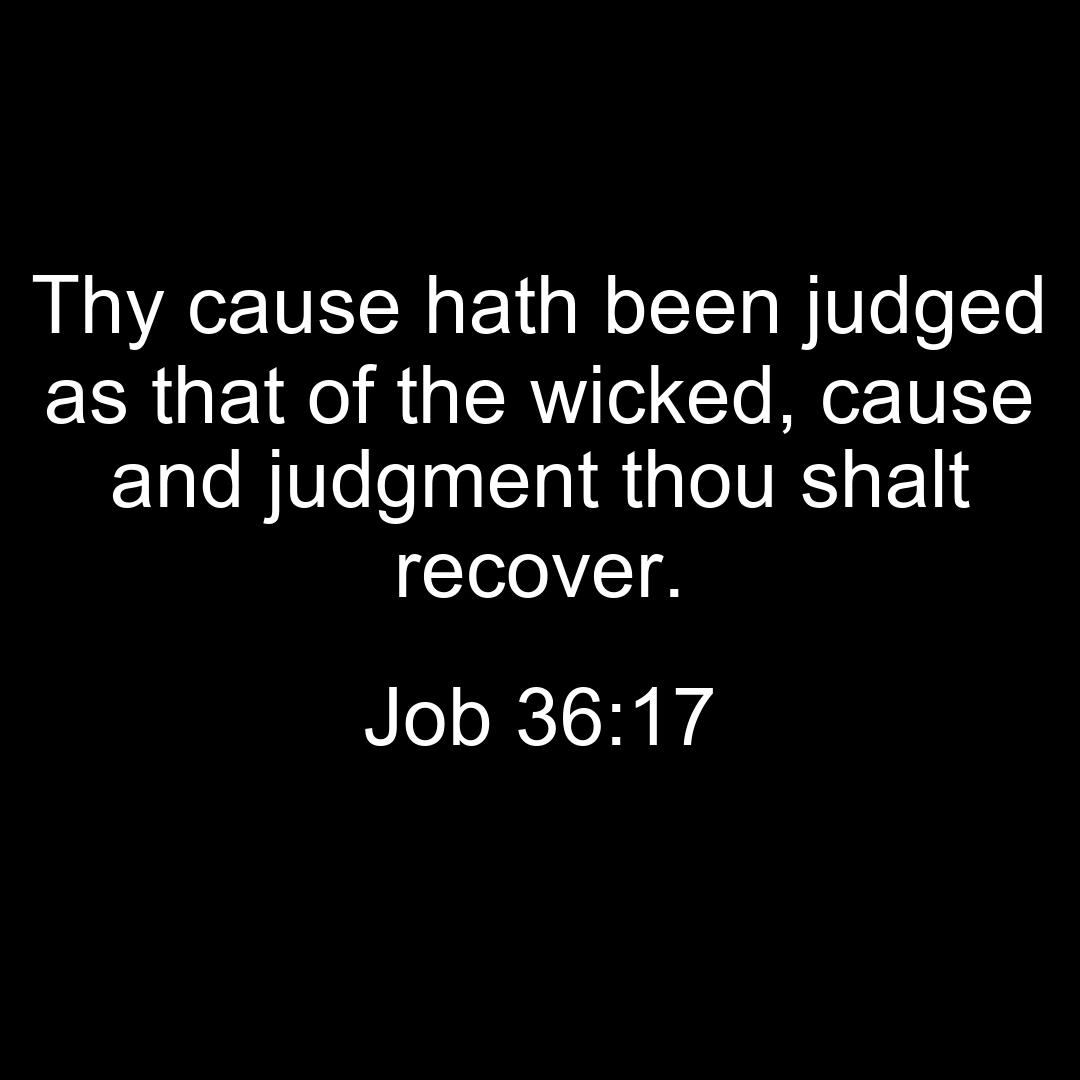 Thy cause hath been judged
as that of the wicked, cause
and judgment thou shalt
recover.
Job 36:17